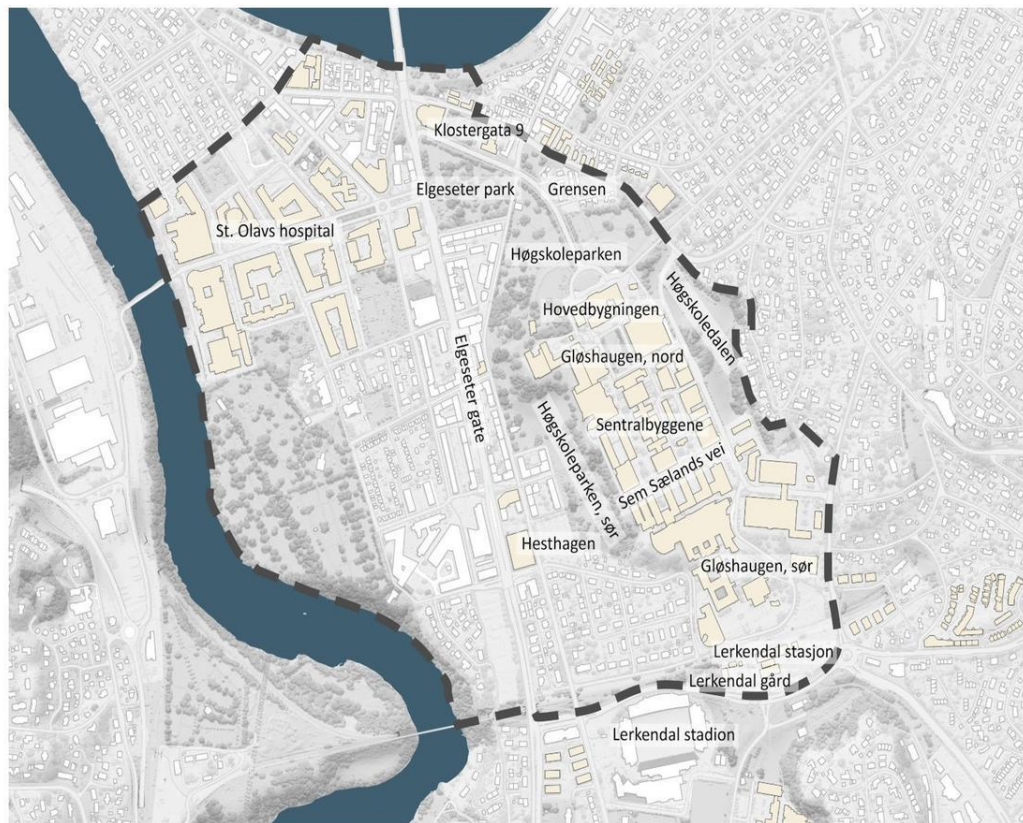 Klostergata 9
Elgeseter park
Grensen
St. Olavs hospital
Høgskoleparken
Høgskoledalen
Hovedbygningen
Elgeseter gate
Gløshaugen, nord
Høgskoleparken, sør
Sentralbyggene
Sem Sælands vei
Hesthagen
Gløshaugen, sør
Lerkendal stasjon
Lerkendal gård
Lerkendal stadion